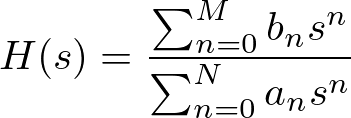 H(s) = \frac{\sum_{n=0}^{M} b_n s^n}{\sum_{n=0}^{N} a_n s^n}